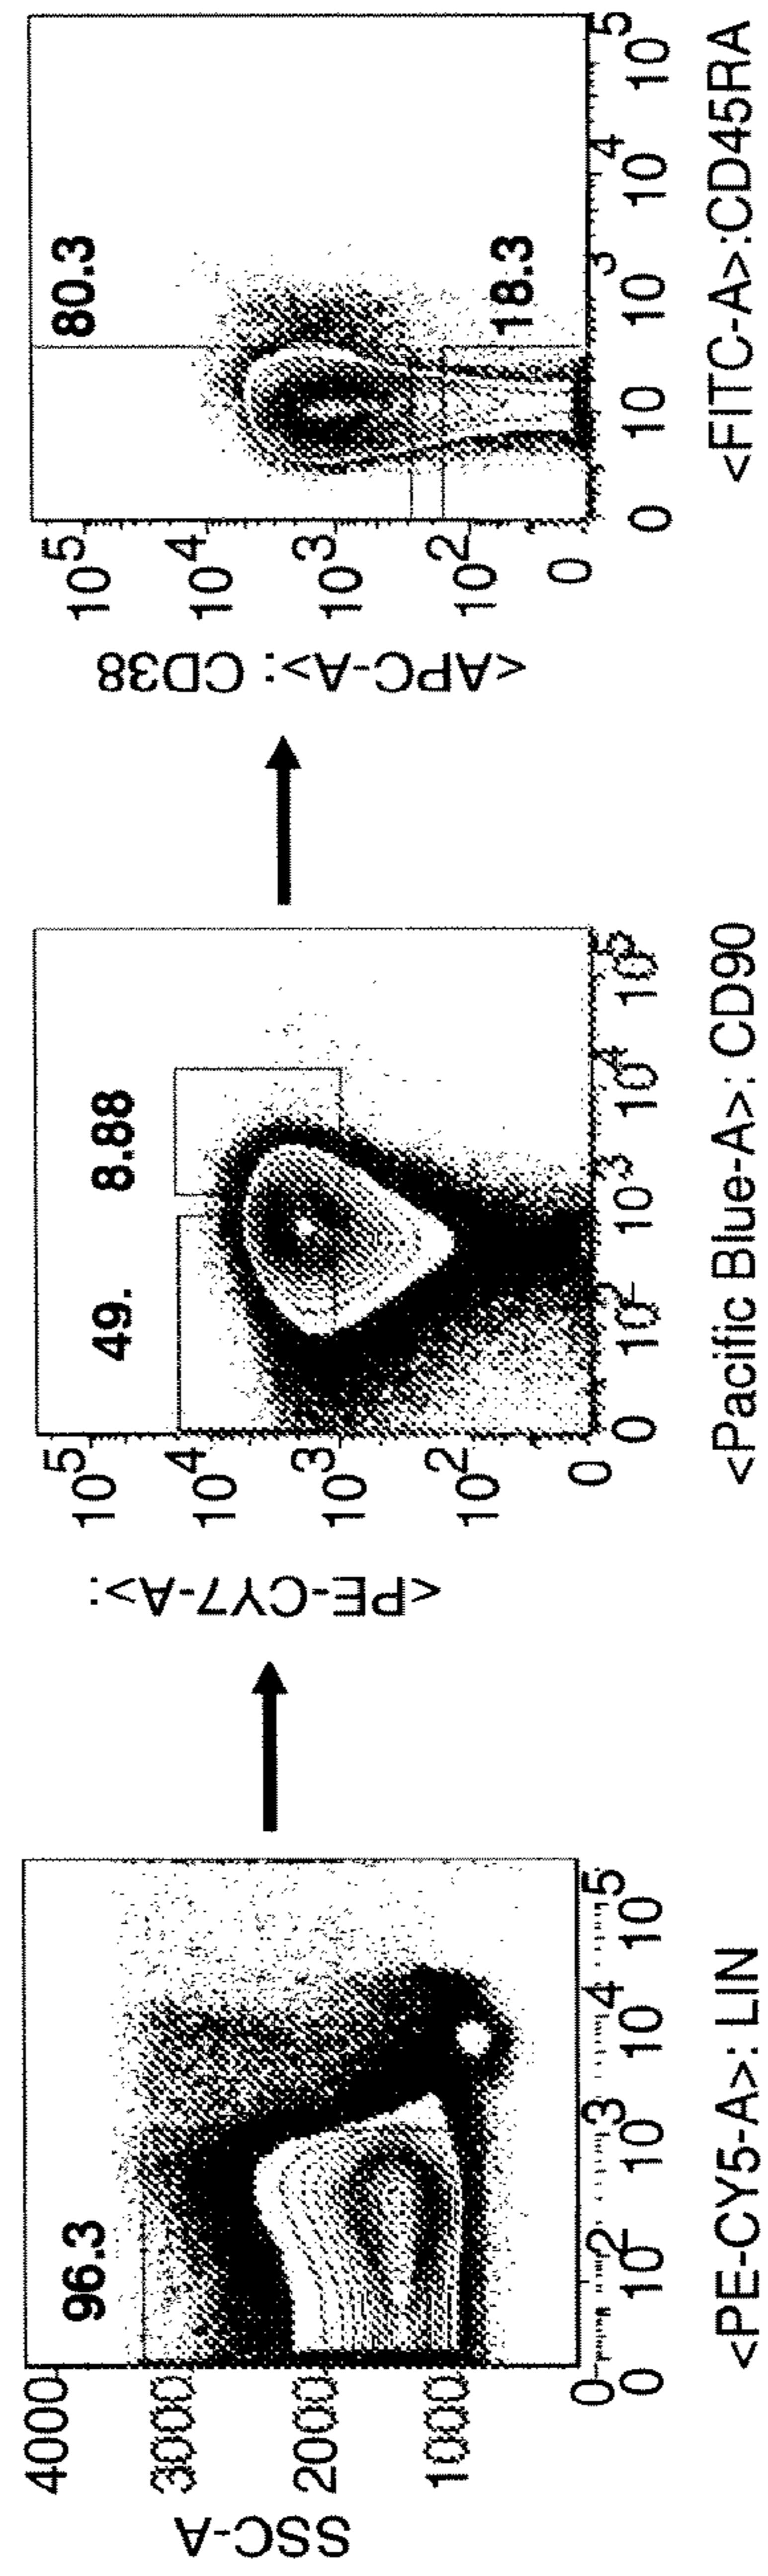 96.3
4000
3000
2000
1000
0
SSC-A
0 10 2 10 3 10 4 10 5
<PE-CY5-A>: LIN
49. 8.88
10 5
10 4
10 3
10 2
0
<PE-CY7-A>:
0 10 2 10 3 10 4 10 5
<Pacific Blue-A>: CD90
80.3
18.3
10 5
10 4
10 3
10 2
0
<APC-A>: CD38
0 10 10 3 10 4 10 5
<FITC-A>:CD45RA